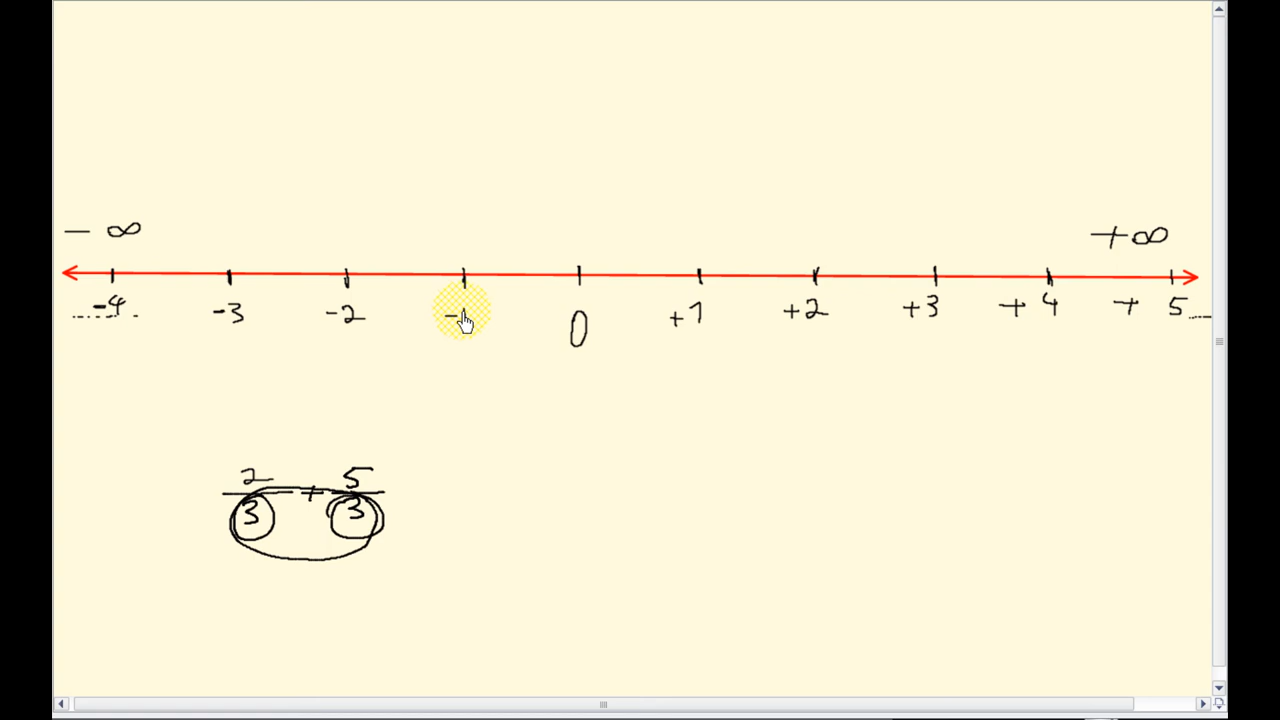 - ∞ +∞
-4 -3 -2 -1 0 +1 +2 +3 +4 +5
2/3 + 5/3